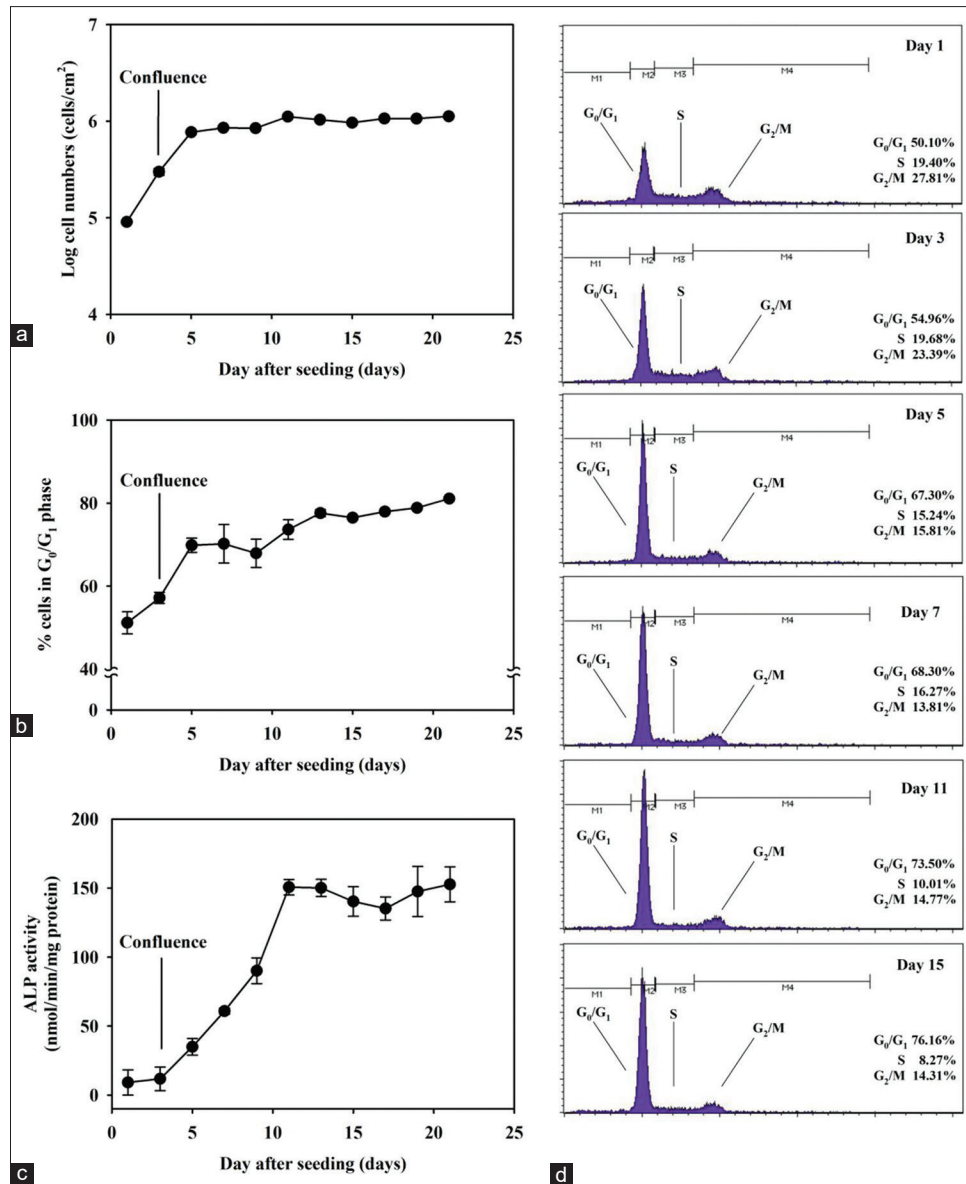 7
6
5
4
Log cell numbers (cells/cm²)
Confluence
0 5 10 15 20 25
Day after seeding (days)
a
100
80
60
40
0
% cells in G₀/G₁ phase
Confluence
0 5 10 15 20 25
Day after seeding (days)
b
200
150
100
50
0
ALP activity
(nmol/min/mg protein)
Confluence
0 5 10 15 20 25
Day after seeding (days)
c
Day 1
M1 M2 M3 M4
G₀/G₁
S
G₂/M
G₀/G₁ 50.10%
S 19.40%
G₂/M 27.81%
Day 3
M1 M2 M3 M4
G₀/G₁
S
G₂/M
G₀/G₁ 54.96%
S 19.68%
G₂/M 23.39%
Day 5
M1 M2 M3 M4
G₀/G₁
S
G₂/M
G₀/G₁ 67.30%
S 15.24%
G₂/M 15.81%
Day 7
M1 M2 M3 M4
G₀/G₁
S
G₂/M
G₀/G₁ 68.30%
S 16.27%
G₂/M 13.81%
Day 11
M1 M2 M3 M4
G₀/G₁
S
G₂/M
G₀/G₁ 73.50%
S 10.01%
G₂/M 14.77%
Day 15
M1 M2 M3 M4
G₀/G₁
S
G₂/M
G₀/G₁ 76.16%
S 8.27%
G₂/M 14.31%
d